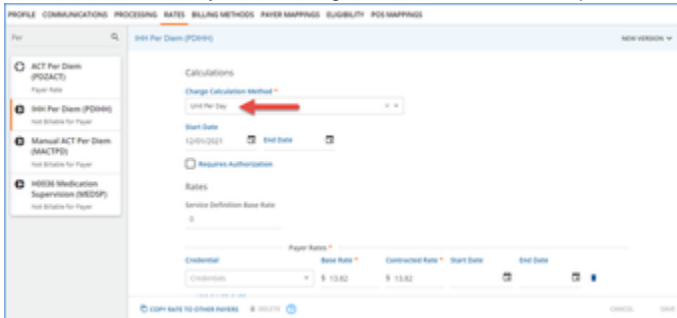 PROFILE COMMUNICATIONS PROCESSING RATES BILLING METHODS PAYER MAPPINGS ELIGIBILITY POS MAPPINGS
Per
IHH Per Diem (PDIHH)
NEW VERSION
ACT Per Diem
(PDZACT)
Payer Rate
IHH Per Diem (PDIHH)
Not Billable for Payer
Manual ACT Per Diem
(MACTPD)
Not Billable for Payer
H0036 Medication
Supervision (MEDSP)
Not Billable for Payer
Calculations
Charge Calculation Method *
Unit Per Day
Start Date
12/01/2021 End Date
Requires Authorization
Rates
Service Definition Base Rate
0
Payer Rates *
Credential Base Rate * Contracted Rate * Start Date End Date
Credentials $ 13.82 $ 13.82
COPY RATE TO OTHER PAYERS DELETE
CANCEL SAVE